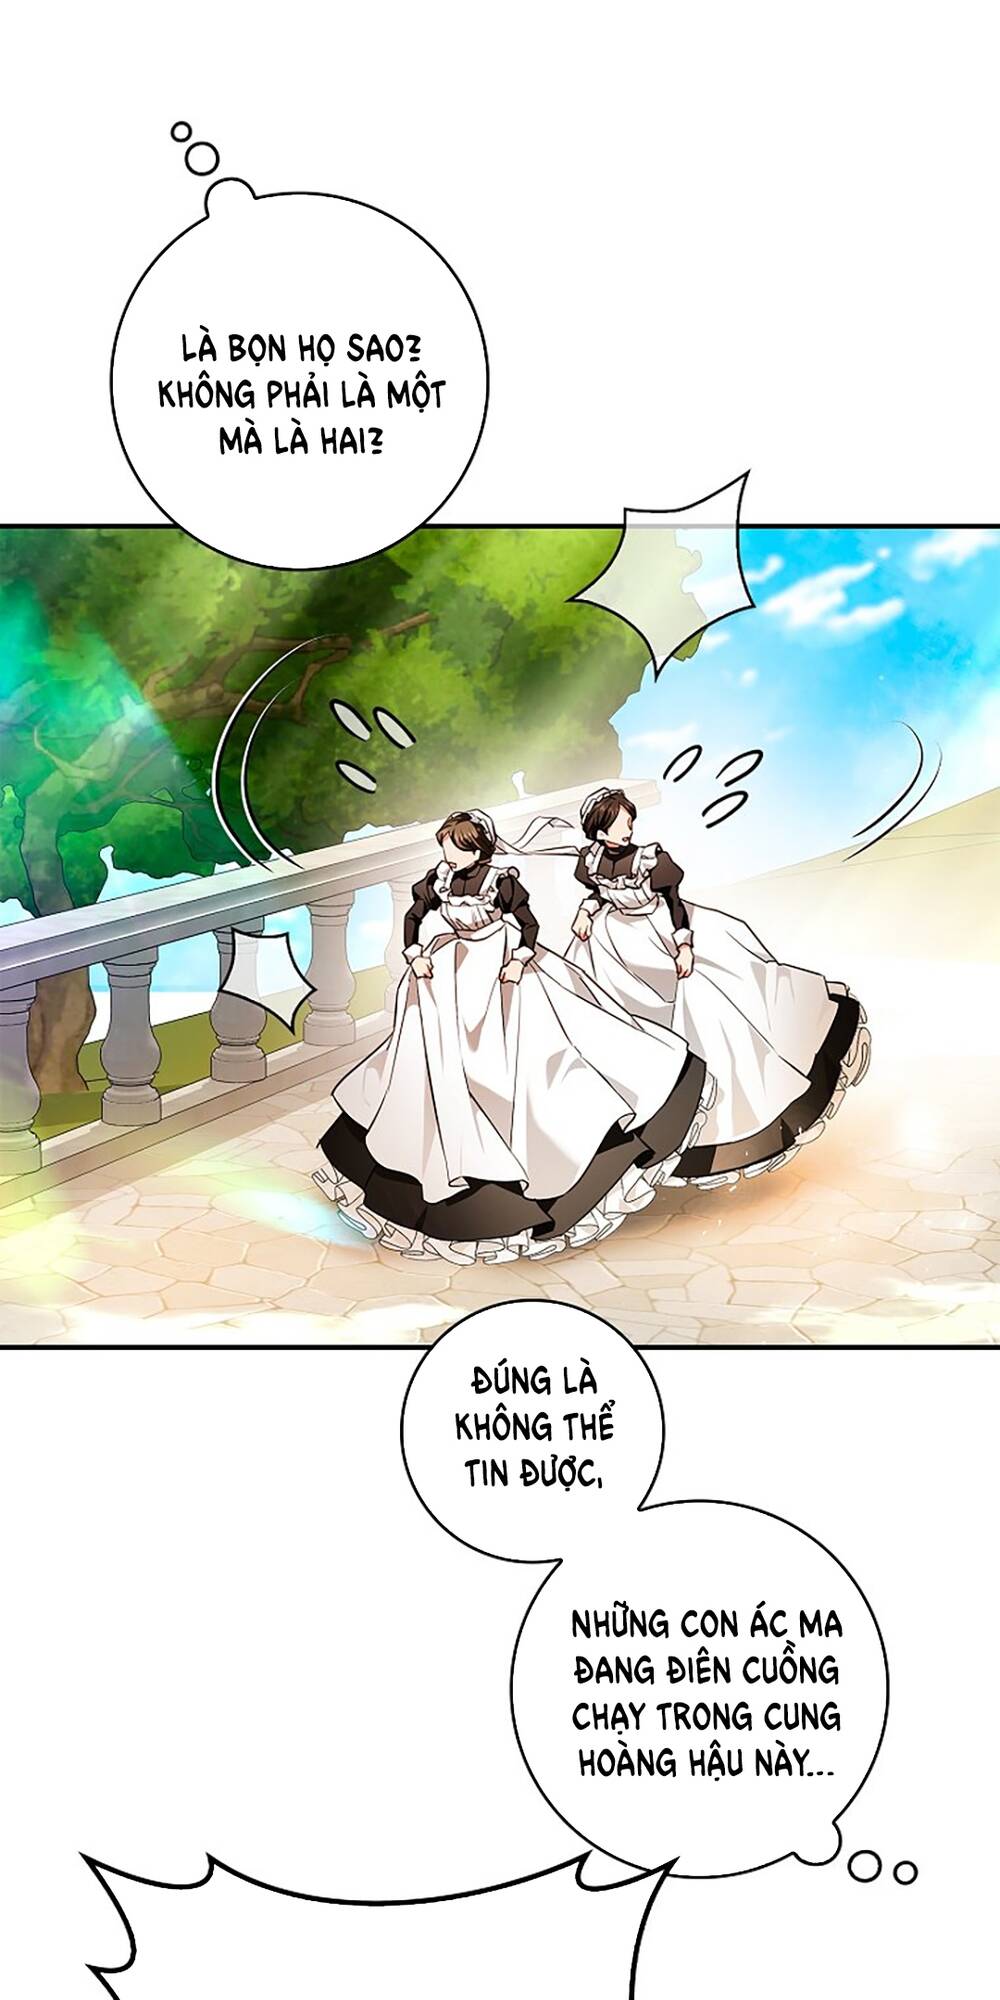 LÀ BỌN HỌ SAO?
KHÔNG PHẢI LÀ MỘT
MÀ LÀ HAI?
ĐÚNG LÀ
KHÔNG THỂ
TIN ĐƯỢC,
NHỮNG CON ÁC MA
ĐANG ĐIÊN CUỒNG
CHẠY TRONG CUNG
HOÀNG HẬU NÀY...